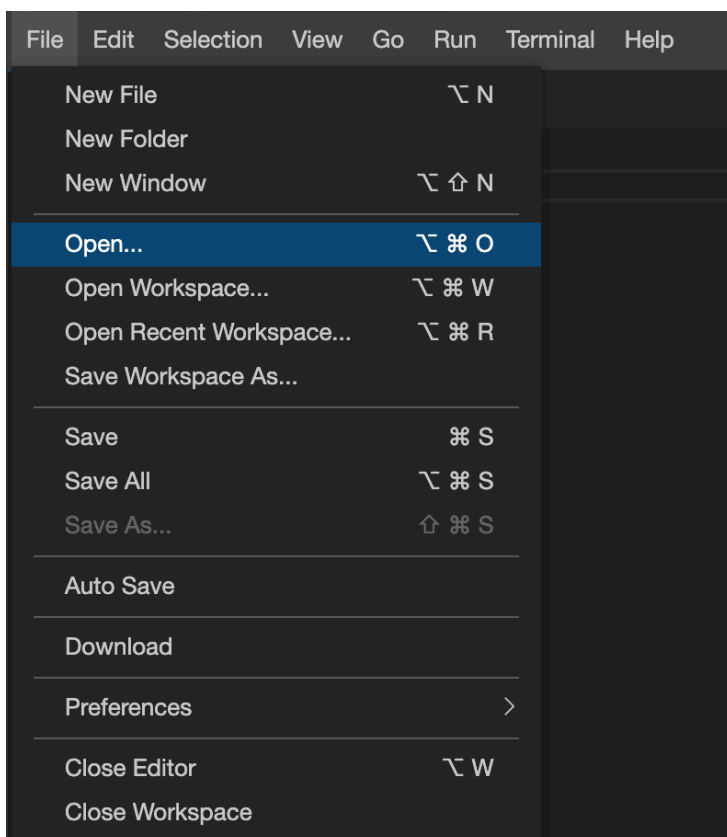 File Edit Selection View Go Run Terminal Help
New File ⌥ N
New Folder
New Window ⌥ ⇧ N
Open... ⌥ ⌘ O
Open Workspace... ⌥ ⌘ W
Open Recent Workspace... ⌥ ⌘ R
Save Workspace As...
Save ⌘ S
Save All ⌥ ⌘ S
Save As... ⇧ ⌘ S
Auto Save
Download
Preferences
Close Editor ⌥ W
Close Workspace